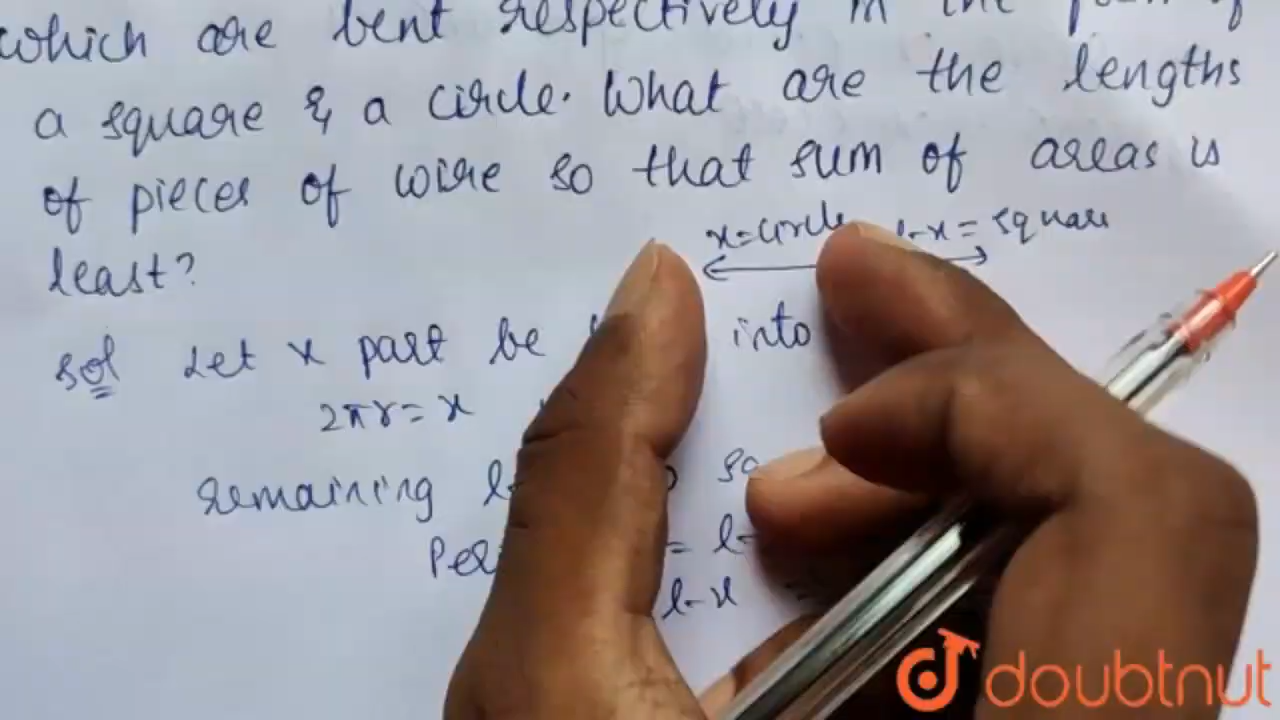 which are bent respectively in the form of
a square & a circle. What are the lengths
of pieces of wire so that sum of areas is
least?
x=circle l-x = square
Sol Let x part be into
2πr = x
remaining
= l-
l-x
doubtnut